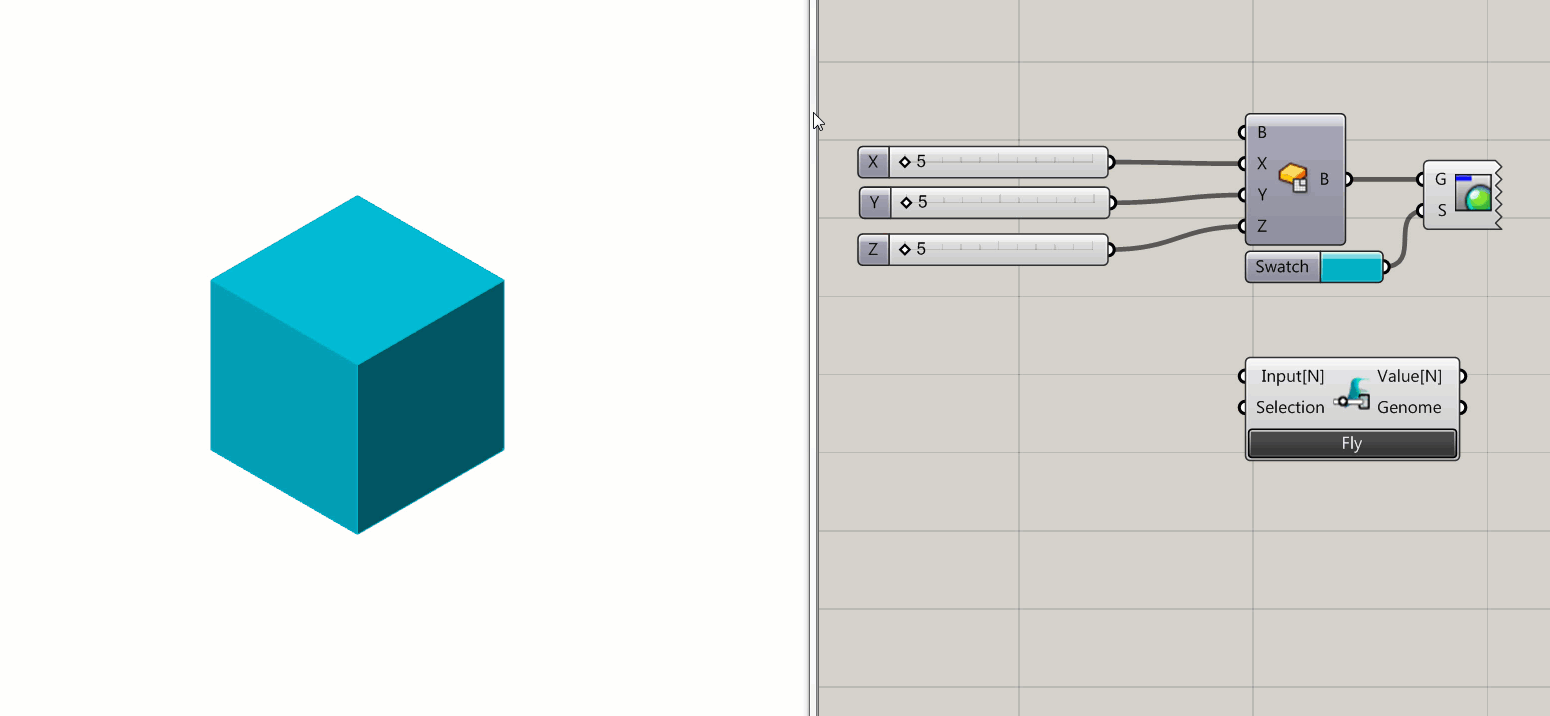 X 5
Y 5
Z 5
B
X
Y
Z
B
G
S
Swatch
Input[N] Value[N]
Selection Genome
Fly